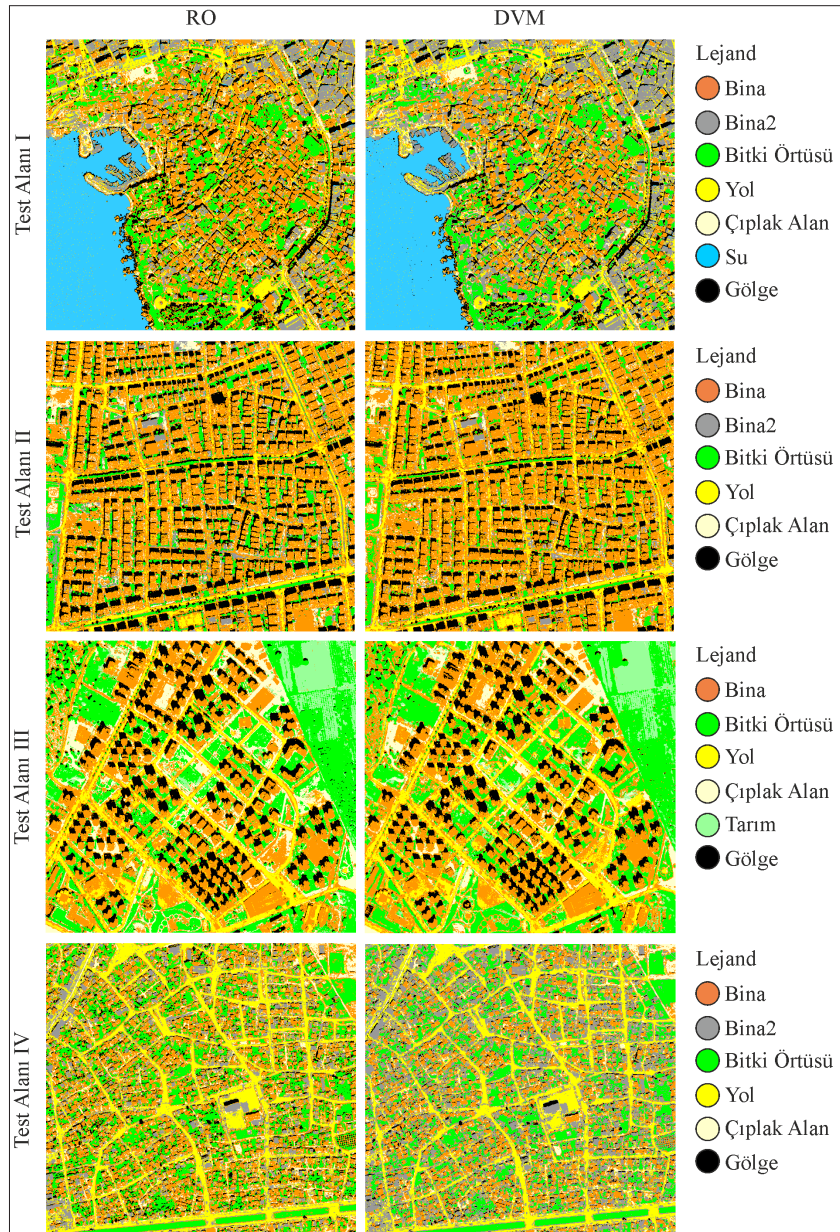 RO
DVM
Test Alanı I
Lejand
Bina
Bina2
Bitki Örtüsü
Yol
Çıplak Alan
Su
Gölge
Test Alanı II
Lejand
Bina
Bina2
Bitki Örtüsü
Yol
Çıplak Alan
Gölge
Test Alanı III
Lejand
Bina
Bitki Örtüsü
Yol
Çıplak Alan
Tarım
Gölge
Test Alanı IV
Lejand
Bina
Bina2
Bitki Örtüsü
Yol
Çıplak Alan
Gölge